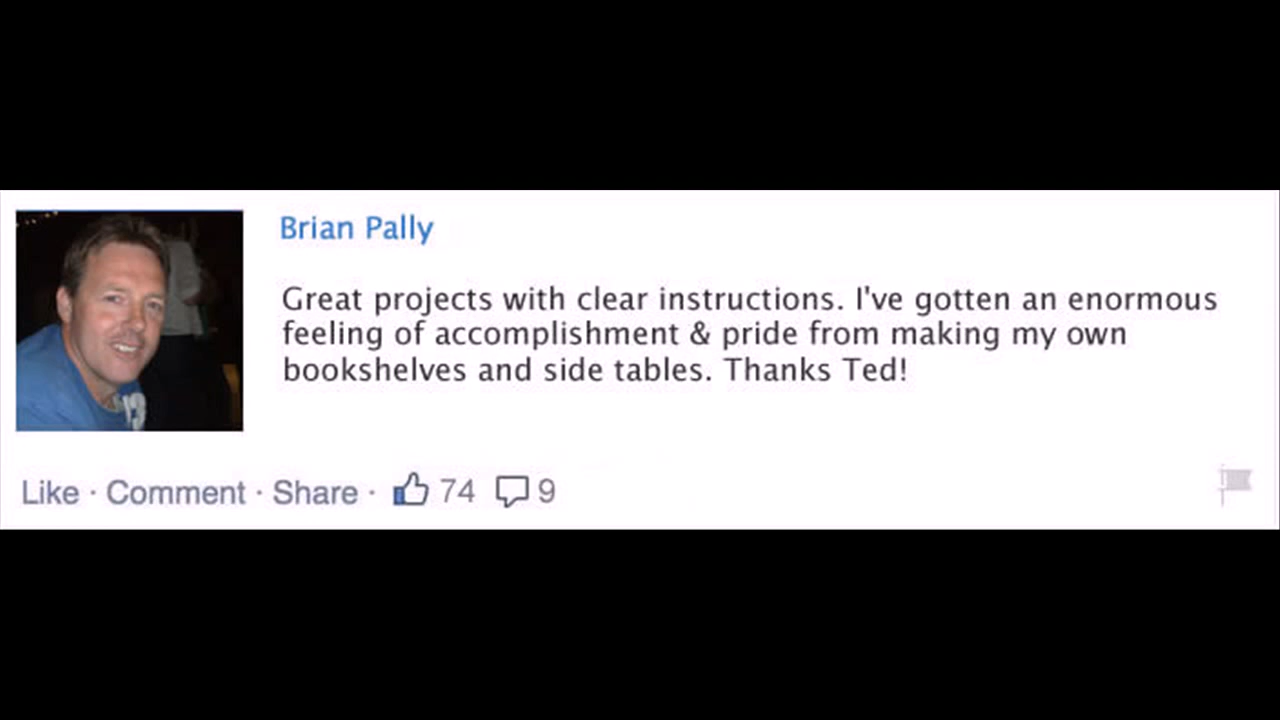 Brian Pally
Great projects with clear instructions. I've gotten an enormous
feeling of accomplishment & pride from making my own
bookshelves and side tables. Thanks Ted!
Like · Comment · Share · 74 9